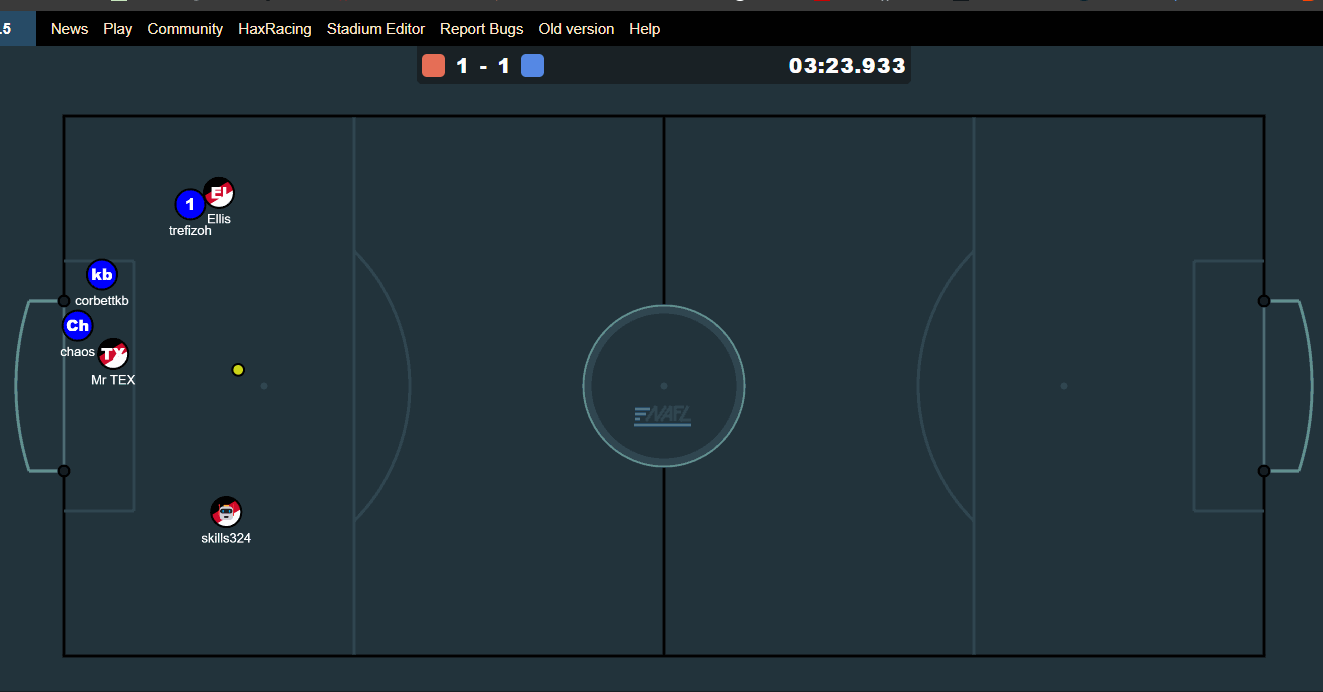 .5 News Play Community HaxRacing Stadium Editor Report Bugs Old version Help
1 - 1 03:23.933
EL
1
Ellis
trefizoh
kb
corbettkb
Ch
chaos
TX
Mr TEX
NAFL
skills324